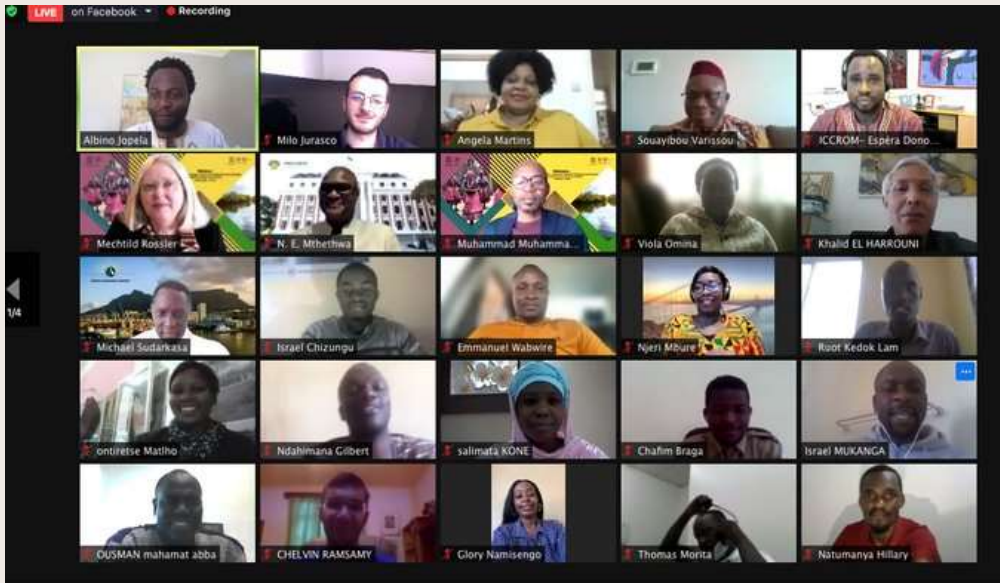 LIVE on Facebook Recording
Albino Jopela
Milo Jurasco
Angela Martins
Souayibou Varissou
ICCROM- Espéra Dono...
Mechtild Rossler
N. E. Mthethwa
Muhammad Muhamma...
Viola Omina
Khalid EL HARROUNI
Michael Sudarkasa
Israel Chizungu
Emmanuel Wabwire
Njeri Mbure
Ruot Kedok Lam
1/4
ontiretse Matlho
Ndahimana Gilbert
salimata KONE
Chafim Braga
Israel MUKANGA
OUSMAN mahamat abba
CHELVIN RAMSAMY
Glory Namisengo
Thomas Morita
Natumanya Hillary